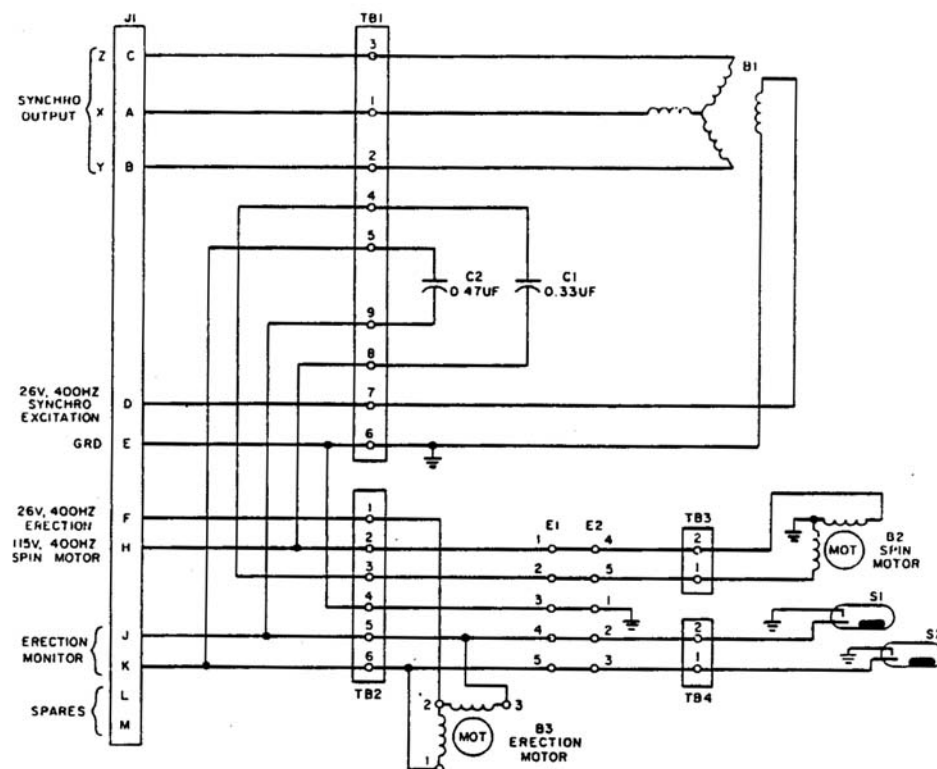 J1
TB1
Z C 3
B1
SYNCHRO
OUTPUT
X A 1
Y B 2
4
5
C2
0.47UF
C1
0.33UF
9
8
26V, 400HZ
SYNCHRO
EXCITATION
D 7
GRD E 6
26V, 400HZ
ERECTION
F 1
E1 E2 TB3
115V, 400HZ
SPIN MOTOR
H 2 1 4 2
MOT
B2
SPIN
MOTOR
3 2 5 1
4 3 1
S1
ERECTION
MONITOR
J 5 4 2 2
S2
K 6 5 3 1
TB2
TB4
SPARES
L
M
2 3
MOT
B3
ERECTION
MOTOR
1